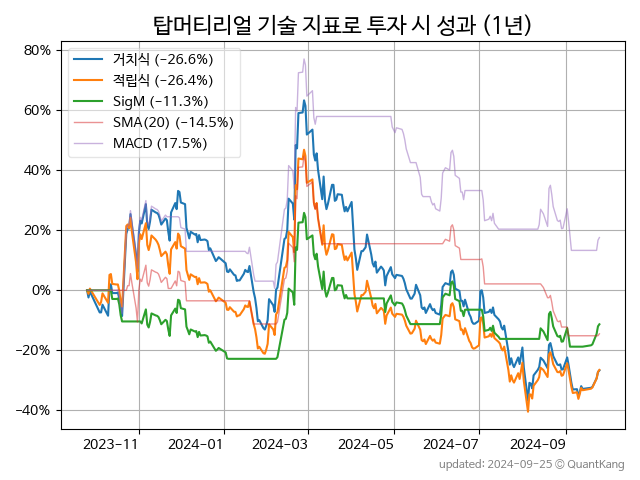 탑머티리얼 기술 지표로 투자 시 성과 (1년)
80%
60%
40%
20%
0%
−20%
−40%
거치식 (−26.6%)
적립식 (−26.4%)
SigM (−11.3%)
SMA(20) (−14.5%)
MACD (17.5%)
2023-11 2024-01 2024-03 2024-05 2024-07 2024-09
updated: 2024-09-25 © QuantKang